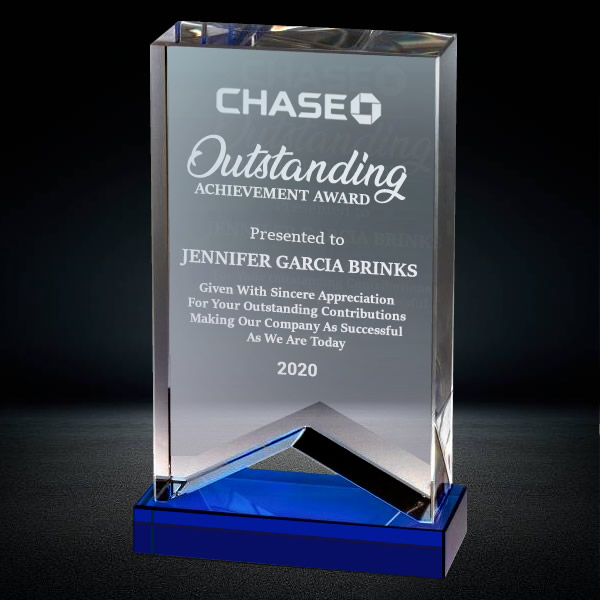 CHASE
Outstanding
ACHIEVEMENT AWARD
Presented to
JENNIFER GARCIA BRINKS
Given With Sincere Appreciation
For Your Outstanding Contributions
Making Our Company As Successful
As We Are Today
2020